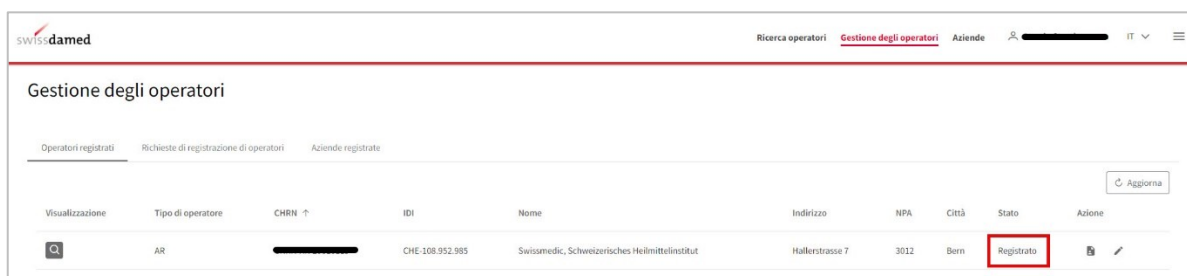 swissdamed
Ricerca operatori Gestione degli operatori Aziende IT
Gestione degli operatori
Operatori registrati Richieste di registrazione di operatori Aziende registrate
Aggiorna
Visualizzazione Tipo di operatore CHRN ↑ IDI Nome Indirizzo NPA Città Stato Azione
AR CHE-108.952.985 Swissmedic, Schweizerisches Heilmittelinstitut Hallerstrasse 7 3012 Bern Registrato